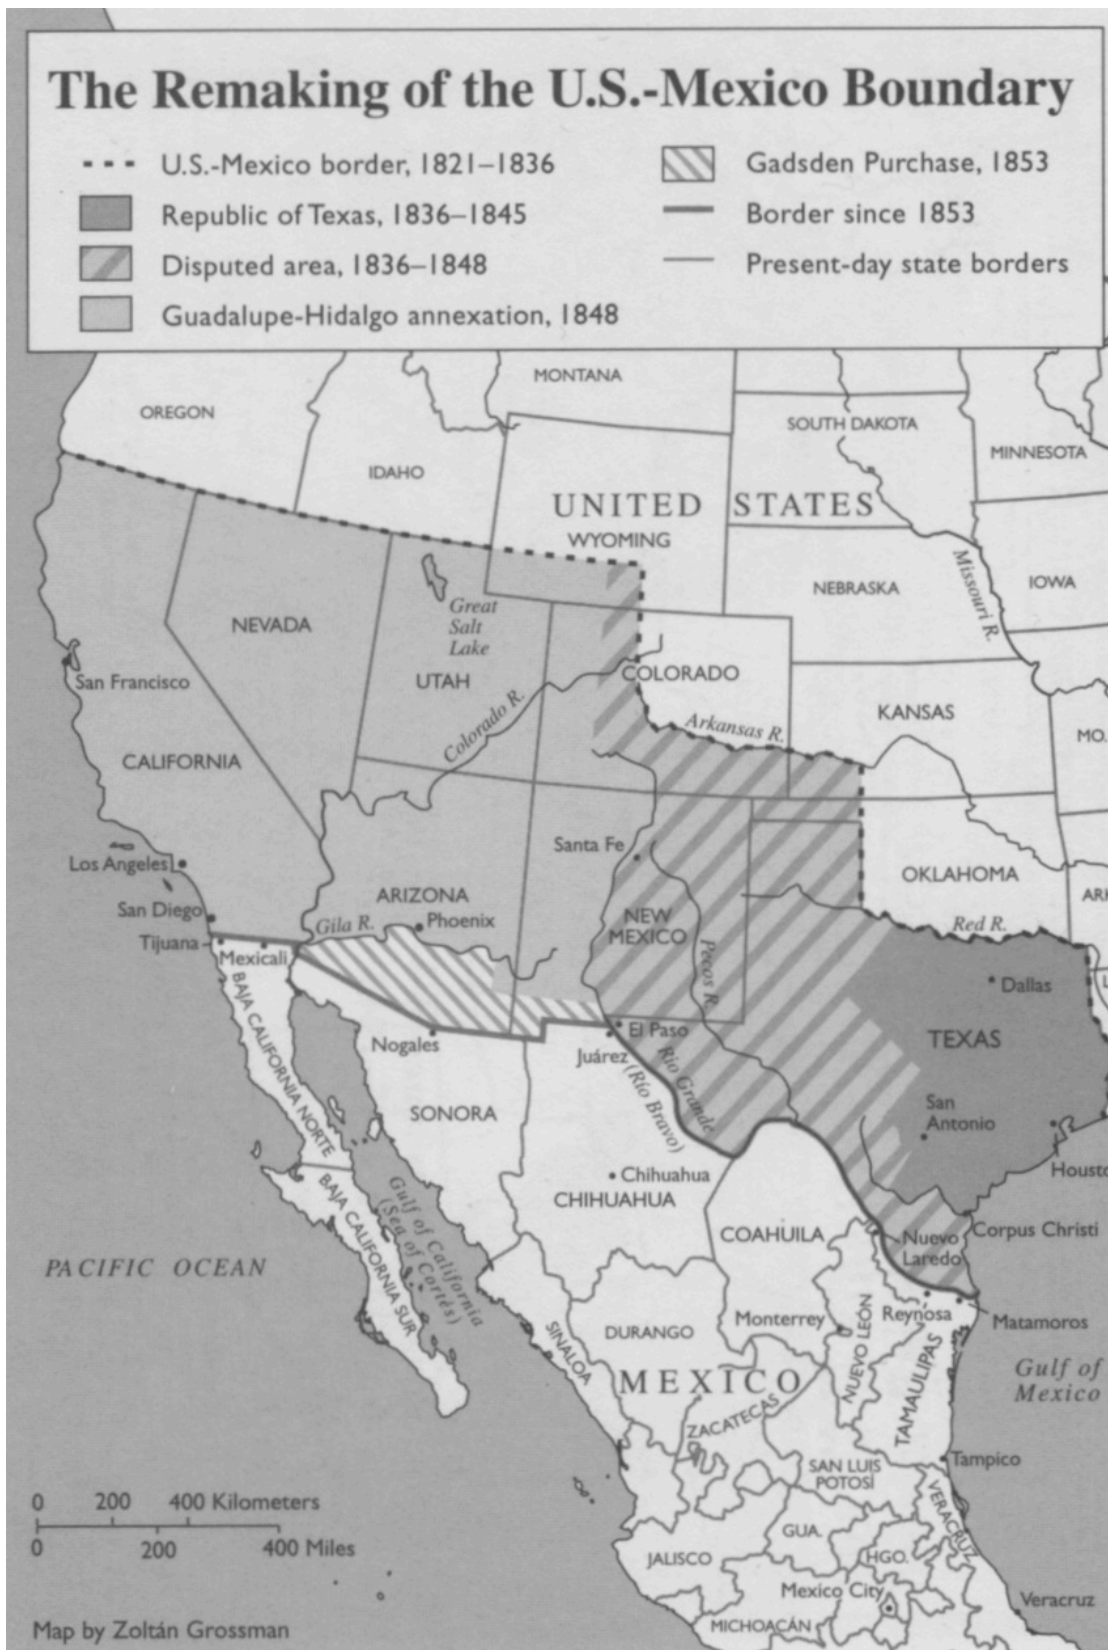 The Remaking of the U.S.-Mexico Boundary
U.S.-Mexico border, 1821–1836
Republic of Texas, 1836–1845
Disputed area, 1836–1848
Guadalupe-Hidalgo annexation, 1848
Gadsden Purchase, 1853
Border since 1853
Present-day state borders
MONTANA
OREGON
SOUTH DAKOTA
MINNESOTA
IDAHO
UNITED STATES
WYOMING
NEBRASKA
IOWA
Missouri R.
NEVADA
Great
Salt
Lake
UTAH
COLORADO
San Francisco
Colorado R.
Arkansas R.
KANSAS
MO.
CALIFORNIA
Santa Fe
Los Angeles
ARIZONA
OKLAHOMA
ARK
San Diego
Gila R.
Phoenix
NEW
MEXICO
Pecos R.
Red R.
Tijuana
Mexicali
Dallas
L
BAJA CALIFORNIA NORTE
Nogales
El Paso
Juárez
TEXAS
Rio Grande
(Río Bravo)
SONORA
San
Antonio
Housto
Chihuahua
CHIHUAHUA
BAJA CALIFORNIA SUR
Gulf of California
(Sea of Cortés)
COAHUILA
Nuevo
Laredo
Corpus Christi
PACIFIC OCEAN
Monterrey
Reynosa
Matamoros
SINALOA
DURANGO
NUEVO LEÓN
TAMAULIPAS
Gulf of
Mexico
MEXICO
ZACATECAS
SAN LUIS
POTOSÍ
Tampico
VERACRUZ
0 200 400 Kilometers
0 200 400 Miles
JALISCO
GUA.
HGO.
Mexico City
Veracruz
MICHOACÁN
Map by Zoltán Grossman